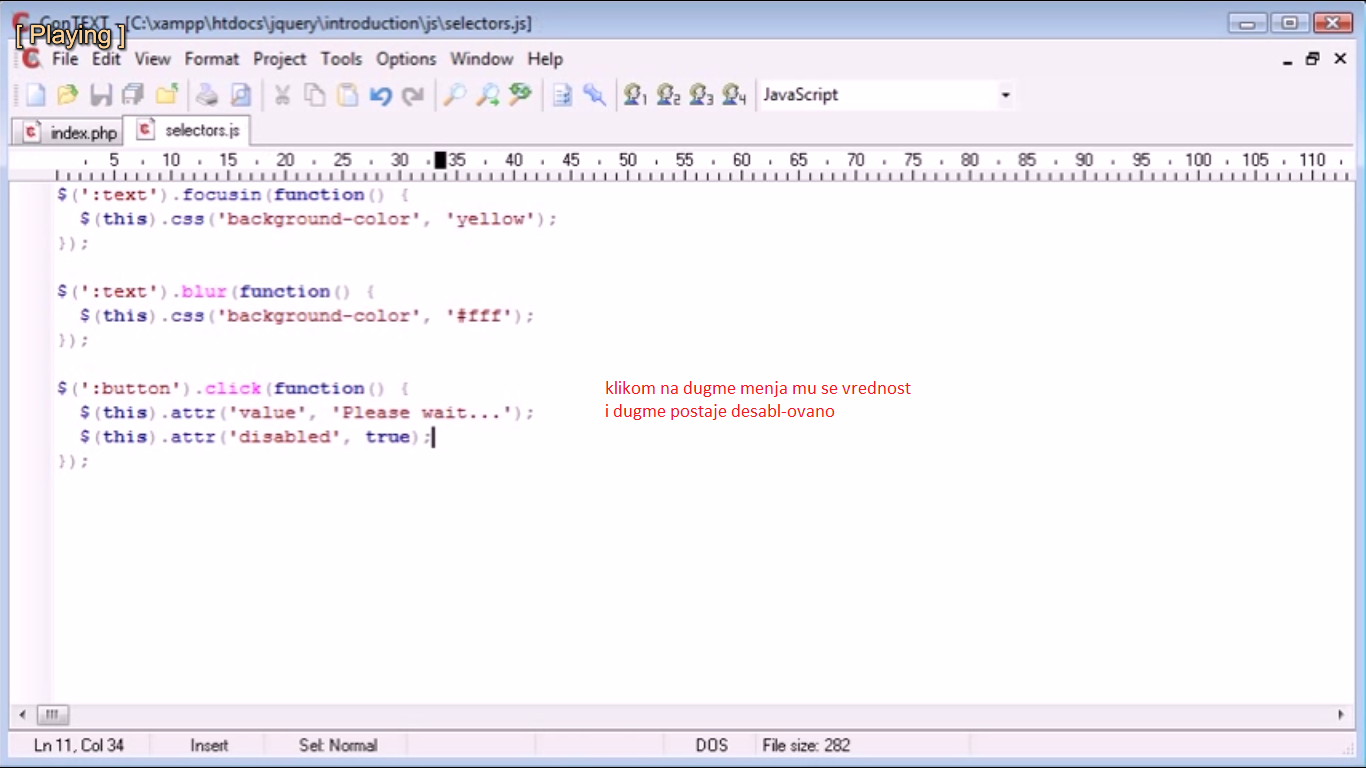 ConTEXT - [C:\xampp\htdocs\jquery\introduction\js\selectors.js]
[ Playing ]
File Edit View Format Project Tools Options Window Help
1 2 3 4 JavaScript
index.php selectors.js
5 10 15 20 25 30 35 40 45 50 55 60 65 70 75 80 85 90 95 100 105 110
$(':text').focusin(function() {
$(this).css('background-color', 'yellow');
});
$(':text').blur(function() {
$(this).css('background-color', '#fff');
});
$(':button').click(function() {
$(this).attr('value', 'Please wait...');
$(this).attr('disabled', true);
});
klikom na dugme menja mu se vrednost
i dugme postaje desabl-ovano
Ln 11, Col 34 Insert Sel: Normal DOS File size: 282